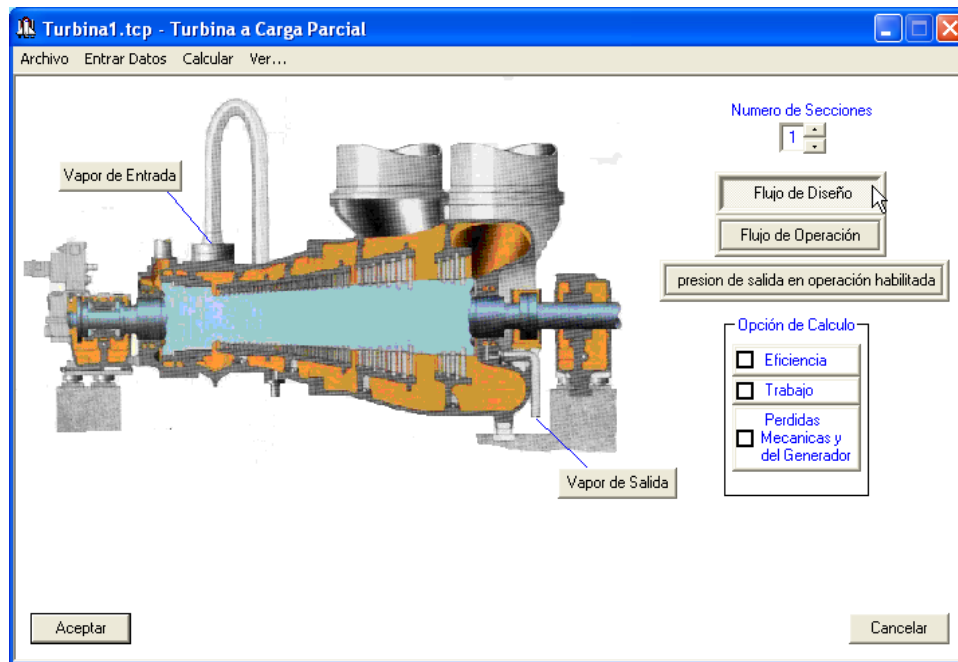 Turbina1.tcp - Turbina a Carga Parcial
Archivo Entrar Datos Calcular Ver...
Numero de Secciones
1
Vapor de Entrada
Flujo de Diseño
Flujo de Operación
presion de salida en operación habilitada
Opción de Calculo
Eficiencia
Trabajo
Perdidas
Mecanicas y
del Generador
Vapor de Salida
Aceptar
Cancelar